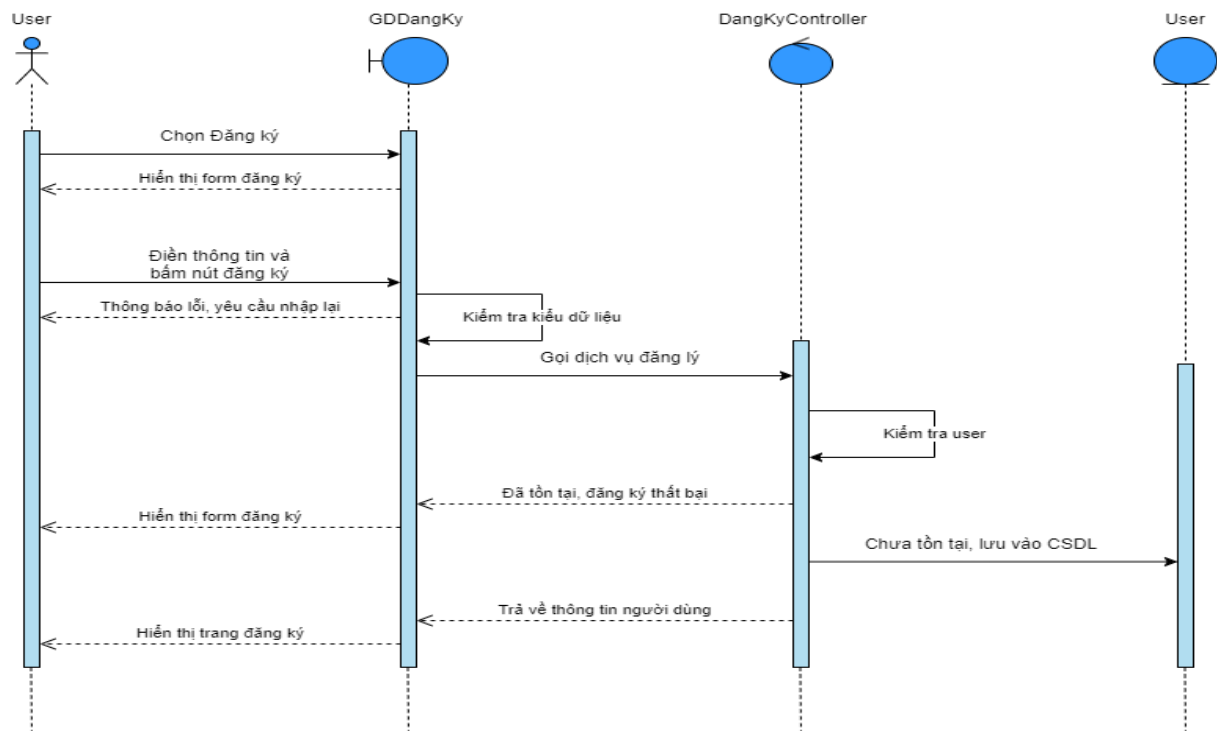 User
GDDangKy
DangKyController
User
Chọn Đăng ký
Hiển thị form đăng ký
Điền thông tin và
bấm nút đăng ký
Thông báo lỗi, yêu cầu nhập lại
Kiểm tra kiểu dữ liệu
Gọi dịch vụ đăng lý
Kiểm tra user
Đã tồn tại, đăng ký thất bại
Hiển thị form đăng ký
Chưa tồn tại, lưu vào CSDL
Trả về thông tin người dùng
Hiển thị trang đăng ký